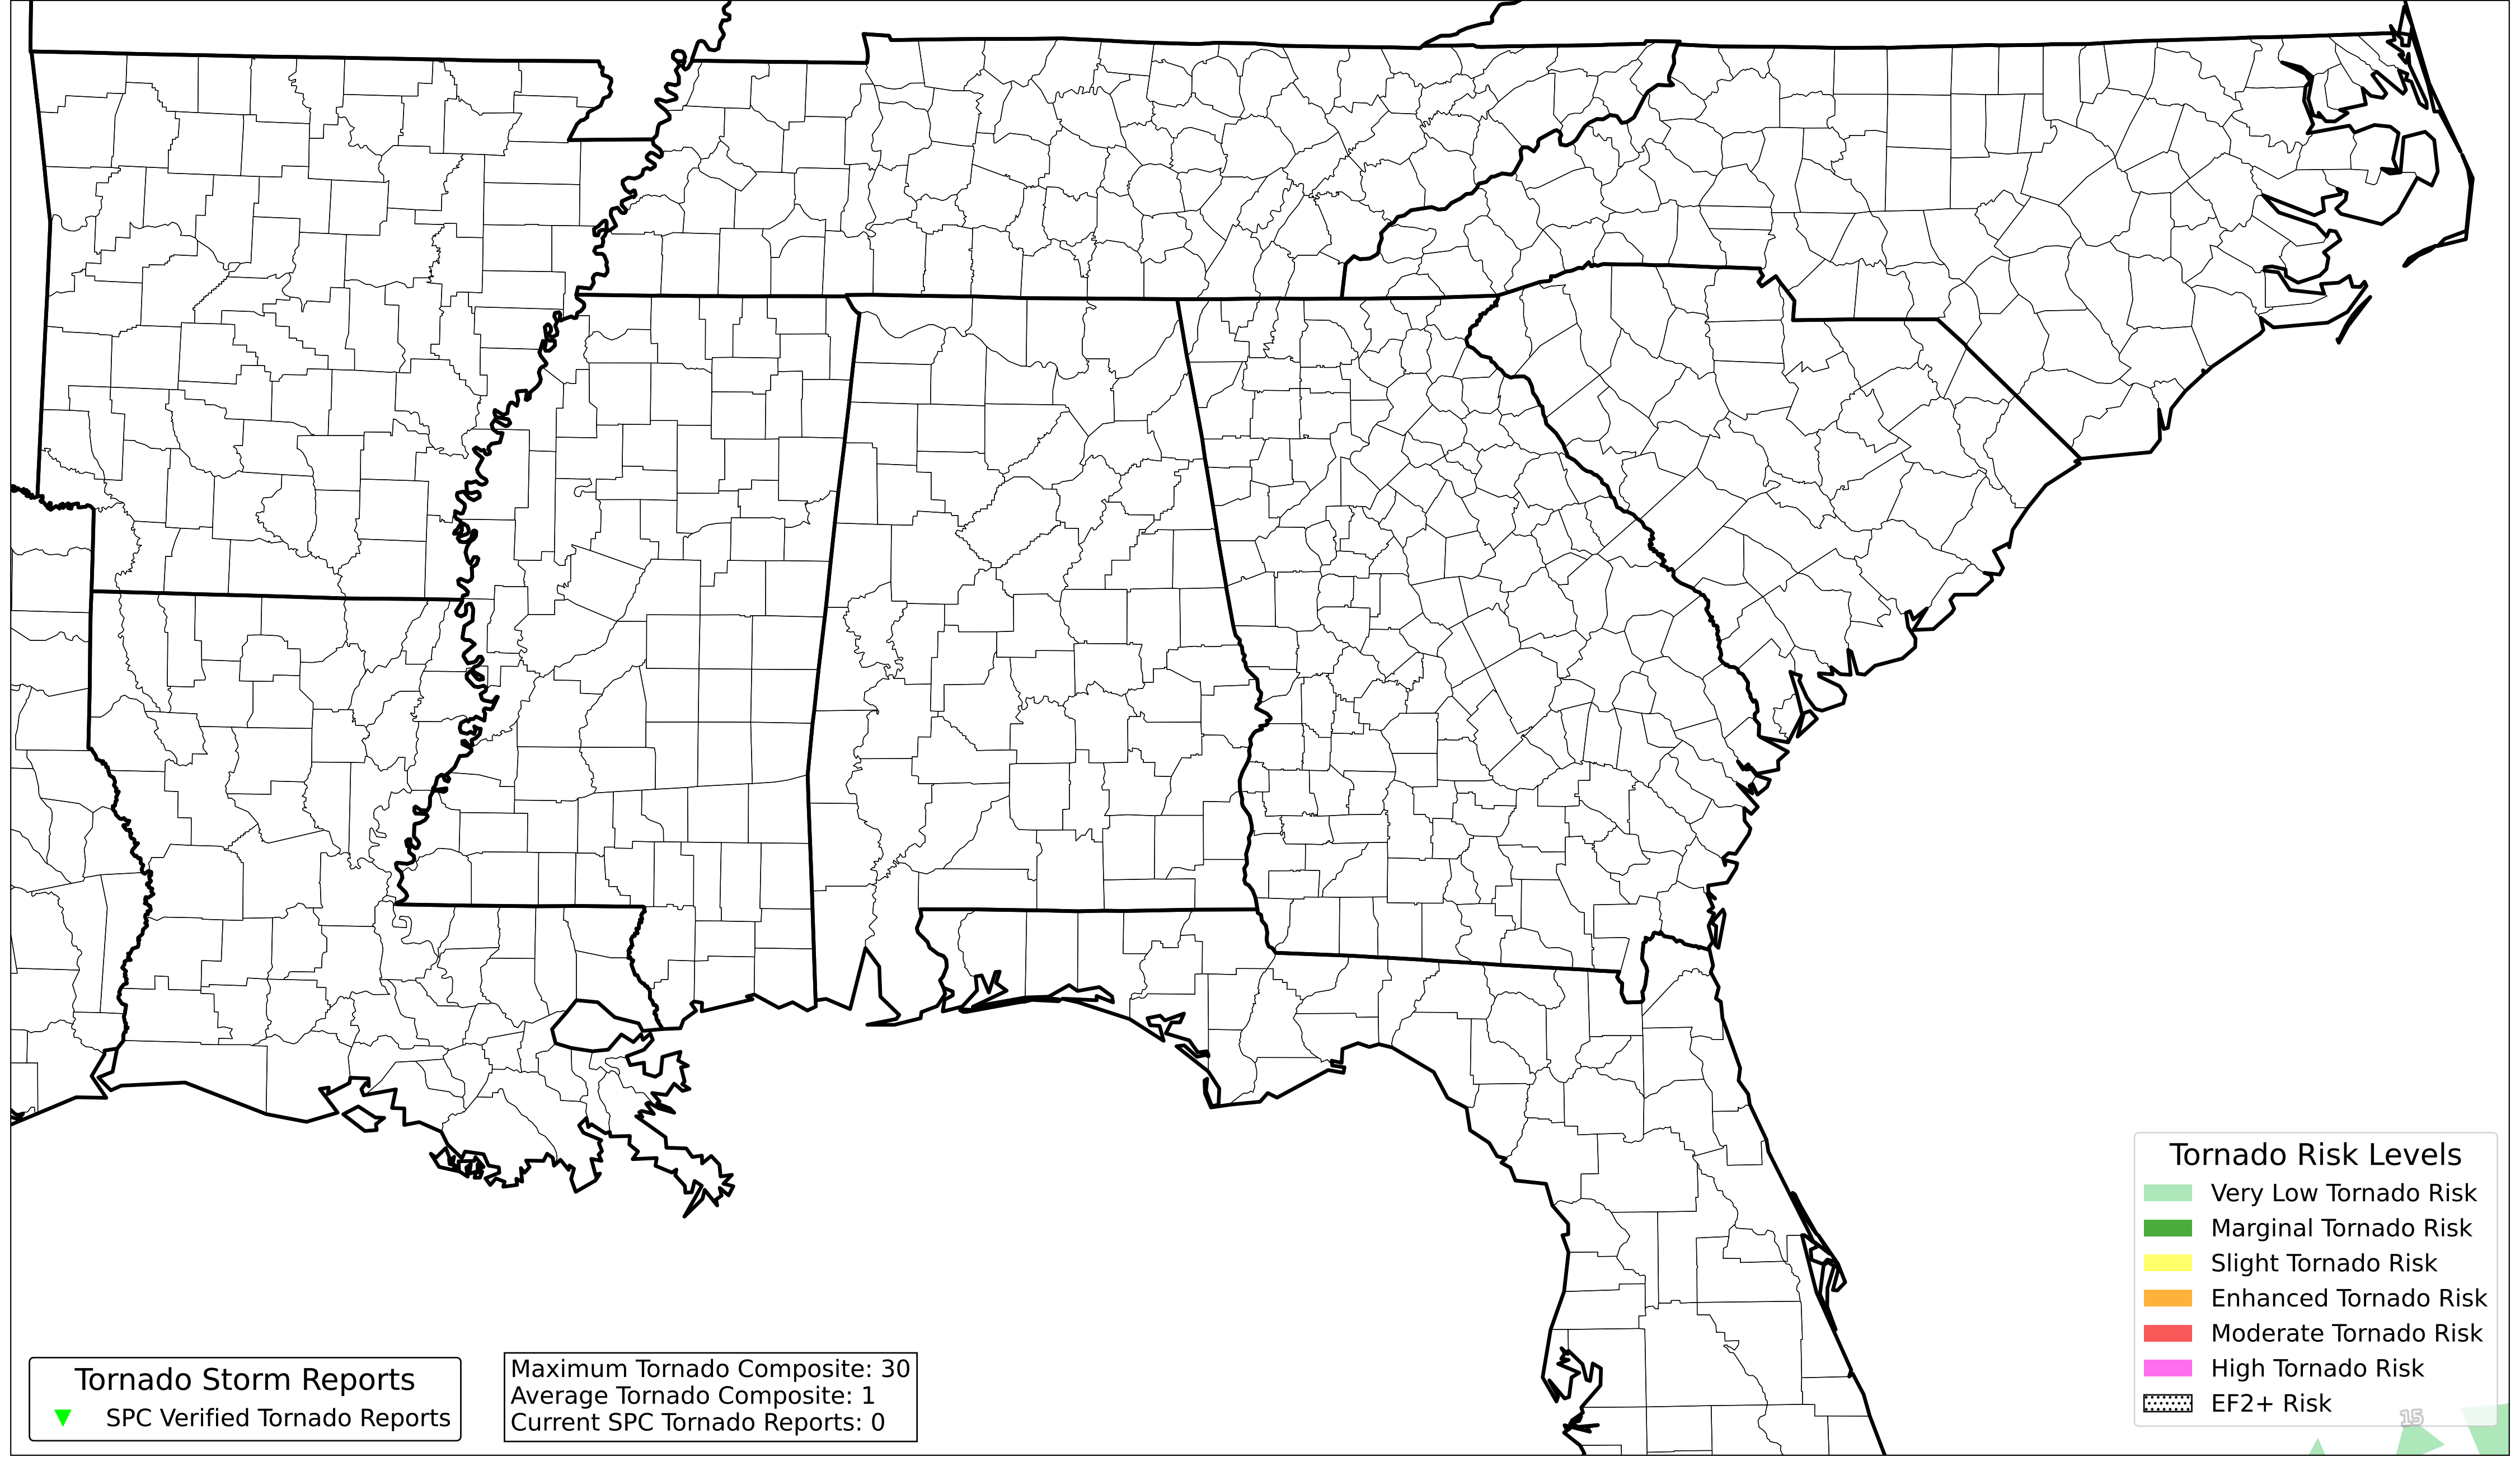 Tornado Risk Levels
Very Low Tornado Risk
Marginal Tornado Risk
Slight Tornado Risk
Enhanced Tornado Risk
Moderate Tornado Risk
High Tornado Risk
EF2+ Risk
15
Tornado Storm Reports
SPC Verified Tornado Reports
Maximum Tornado Composite: 30
Average Tornado Composite: 1
Current SPC Tornado Reports: 0